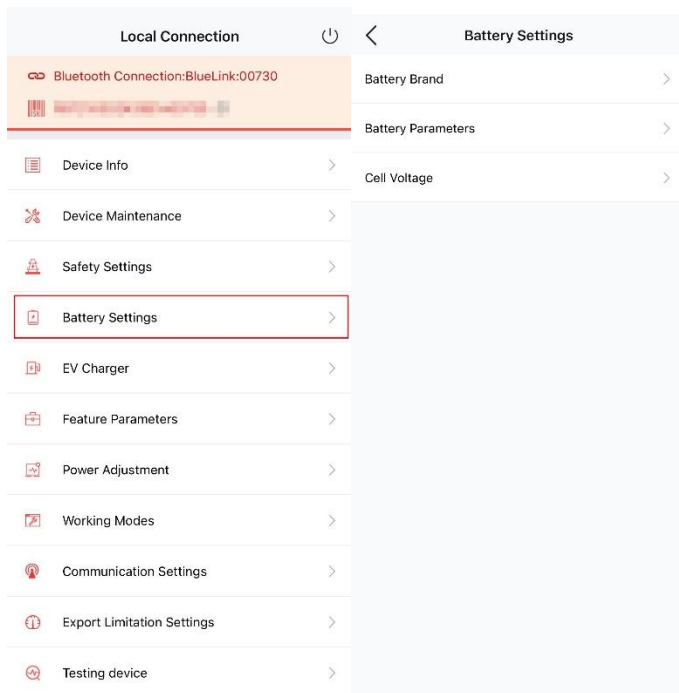 Local Connection
Bluetooth Connection:BlueLink:00730
Device Info
Device Maintenance
Safety Settings
Battery Settings
EV Charger
Feature Parameters
Power Adjustment
Working Modes
Communication Settings
Export Limitation Settings
Testing device
Battery Settings
Battery Brand
Battery Parameters
Cell Voltage